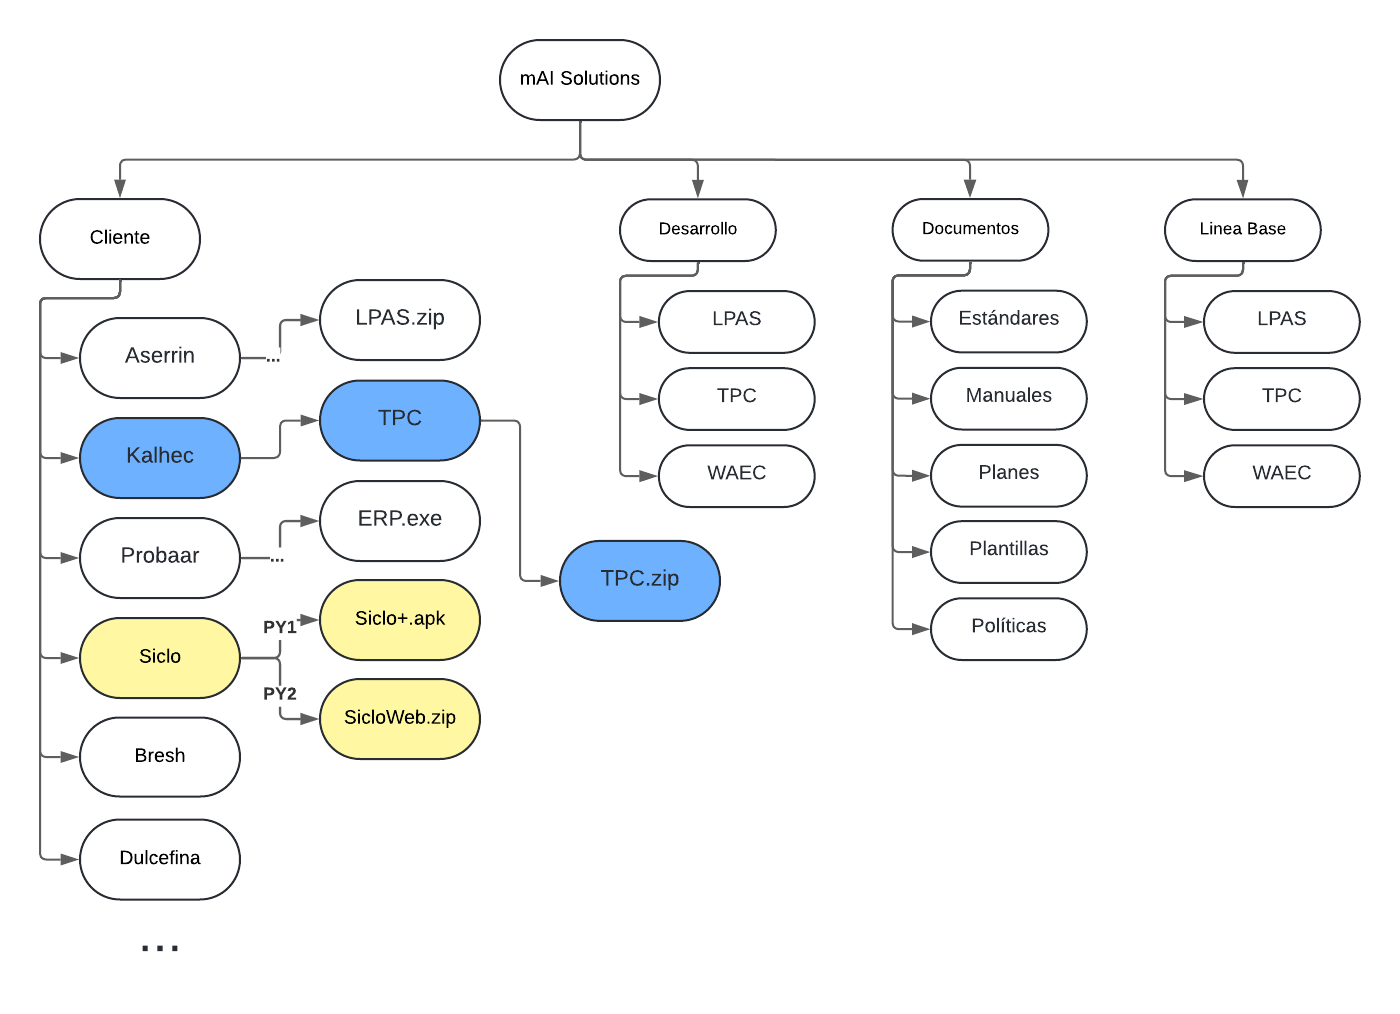 mAI Solutions
Cliente
Desarrollo
Documentos
Linea Base
Aserrin
...
LPAS.zip
Kalhec
TPC
TPC.zip
Probaar
...
ERP.exe
Siclo
PY1
Siclo+.apk
PY2
SicloWeb.zip
Bresh
Dulcefina
...
LPAS
TPC
WAEC
Estándares
Manuales
Planes
Plantillas
Políticas
LPAS
TPC
WAEC